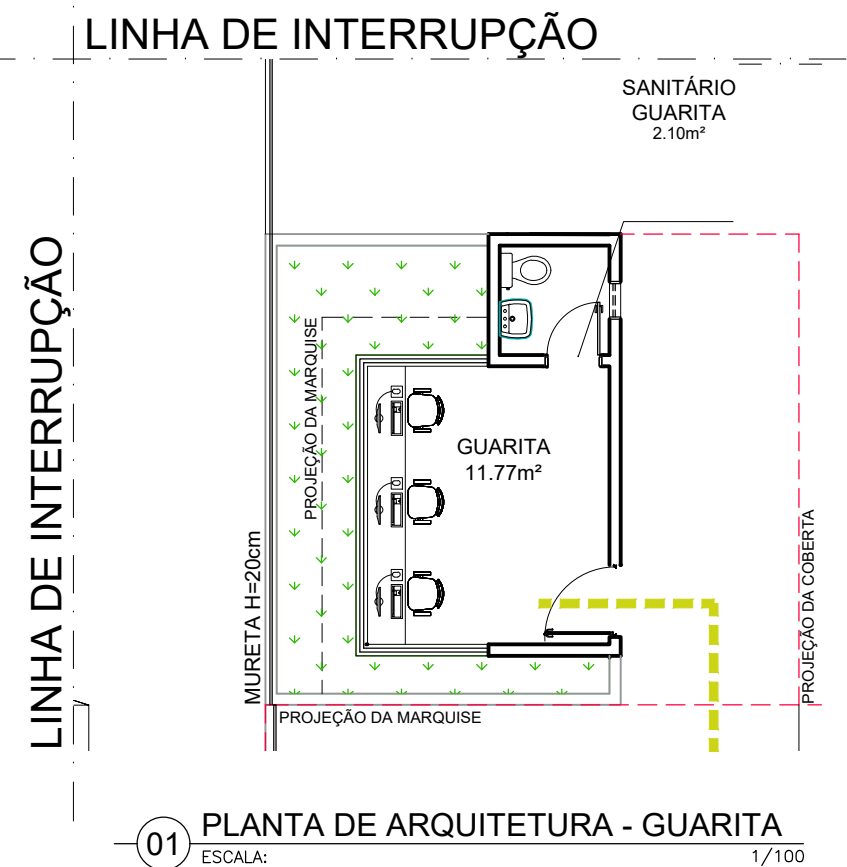 LINHA DE INTERRUPÇÃO
SANITÁRIO
GUARITA
2.10m²
LINHA DE INTERRUPÇÃO
PROJEÇÃO DA MARQUISE
GUARITA
11.77m²
MURETA H=20cm
PROJEÇÃO DA COBERTA
PROJEÇÃO DA MARQUISE
01
PLANTA DE ARQUITETURA - GUARITA
ESCALA: 1/100